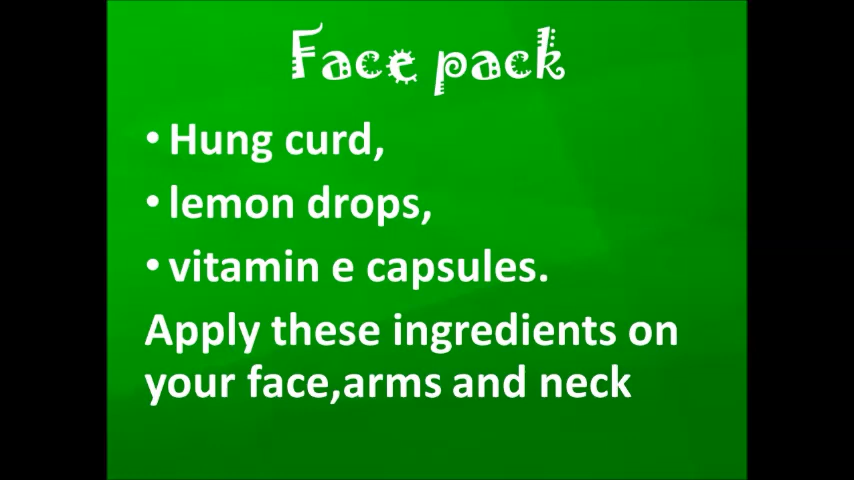 Face pack
• Hung curd,
• lemon drops,
• vitamin e capsules.
Apply these ingredients on
your face,arms and neck